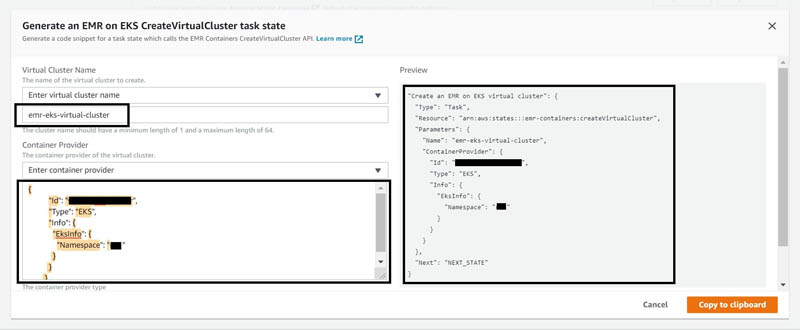 Generate an EMR on EKS CreateVirtualCluster task state
Generate a code snippet for a task state which calls the EMR Containers CreateVirtualCluster API. Learn more
Virtual Cluster Name
The name of the virtual cluster to create.
Enter virtual cluster name
emr-eks-virtual-cluster
The cluster name should have a minimum length of 1 and a maximum length of 64.
Container Provider
The container provider of the virtual cluster.
Enter container provider
{
"Id": "",
"Type": "EKS",
"Info": {
"EksInfo": {
"Namespace": ""
}
}
}
The container provider type
Preview
"Create an EMR on EKS virtual cluster": {
"Type": "Task",
"Resource": "arn:aws:states:::emr-containers:createVirtualCluster",
"Parameters": {
"Name": "emr-eks-virtual-cluster",
"ContainerProvider": {
"Id": "",
"Type": "EKS",
"Info": {
"EksInfo": {
"Namespace": ""
}
}
}
},
"Next": "NEXT_STATE"
}
Cancel
Copy to clipboard